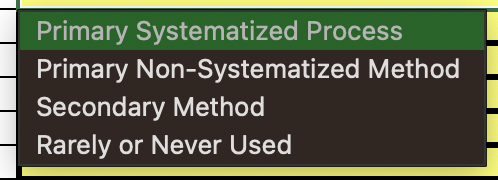 Primary Systematized Process
Primary Non-Systematized Method
Secondary Method
Rarely or Never Used